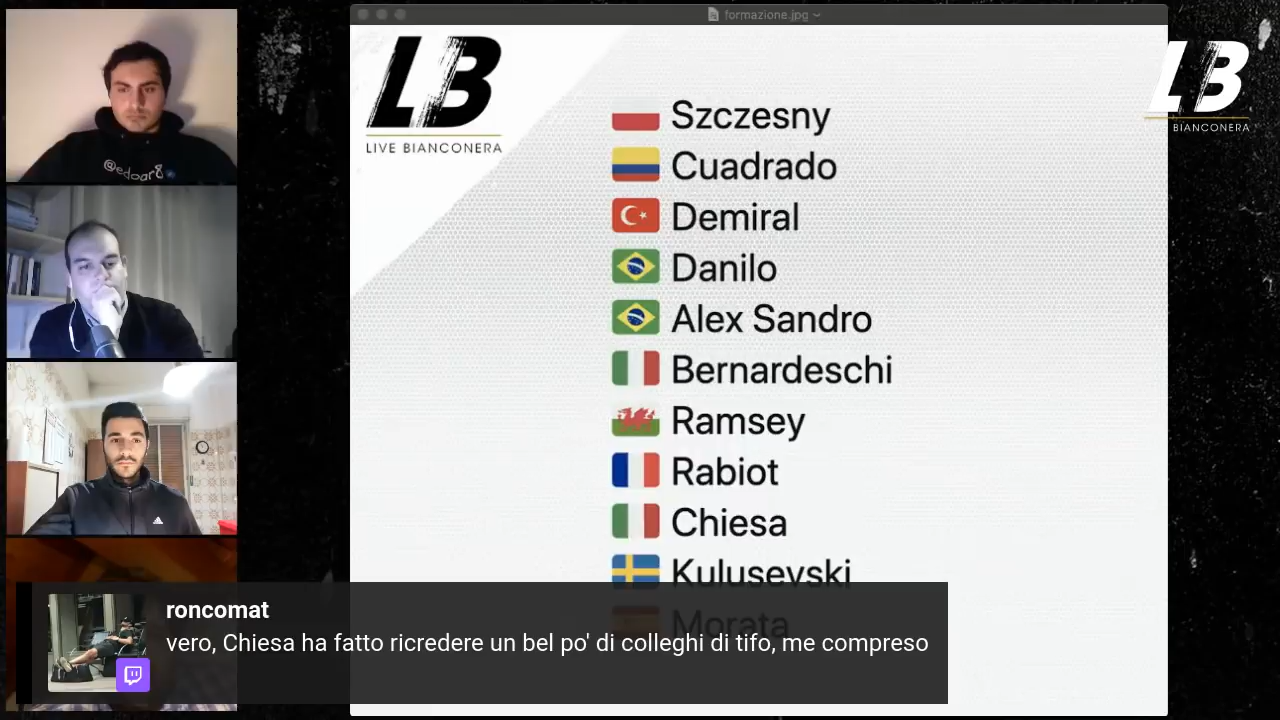 formazione.jpg
LB
LIVE BIANCONERA
LB
BIANCONERA
Szczesny
Cuadrado
Demiral
Danilo
Alex Sandro
Bernardeschi
Ramsey
Rabiot
Chiesa
Kulusevski
Morata
@edoar8
roncomat
vero, Chiesa ha fatto ricredere un bel po' di colleghi di tifo, me compreso